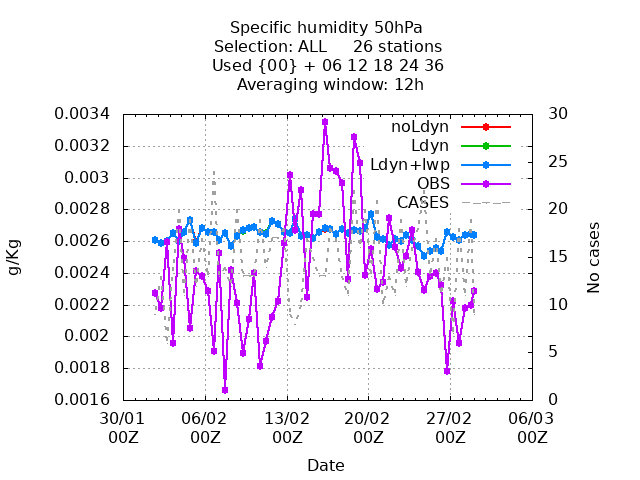 Specific humidity 50hPa
Selection: ALL     26 stations
Used {00} + 06 12 18 24 36
Averaging window: 12h
0.0034
0.0032
0.003
0.0028
0.0026
0.0024
0.0022
0.002
0.0018
0.0016
g/Kg
noLdyn
Ldyn
Ldyn+lwp
OBS
CASES
30
25
20
15
10
5
0
No cases
30/01 06/02 13/02 20/02 27/02 06/03
00Z 00Z 00Z 00Z 00Z 00Z
Date